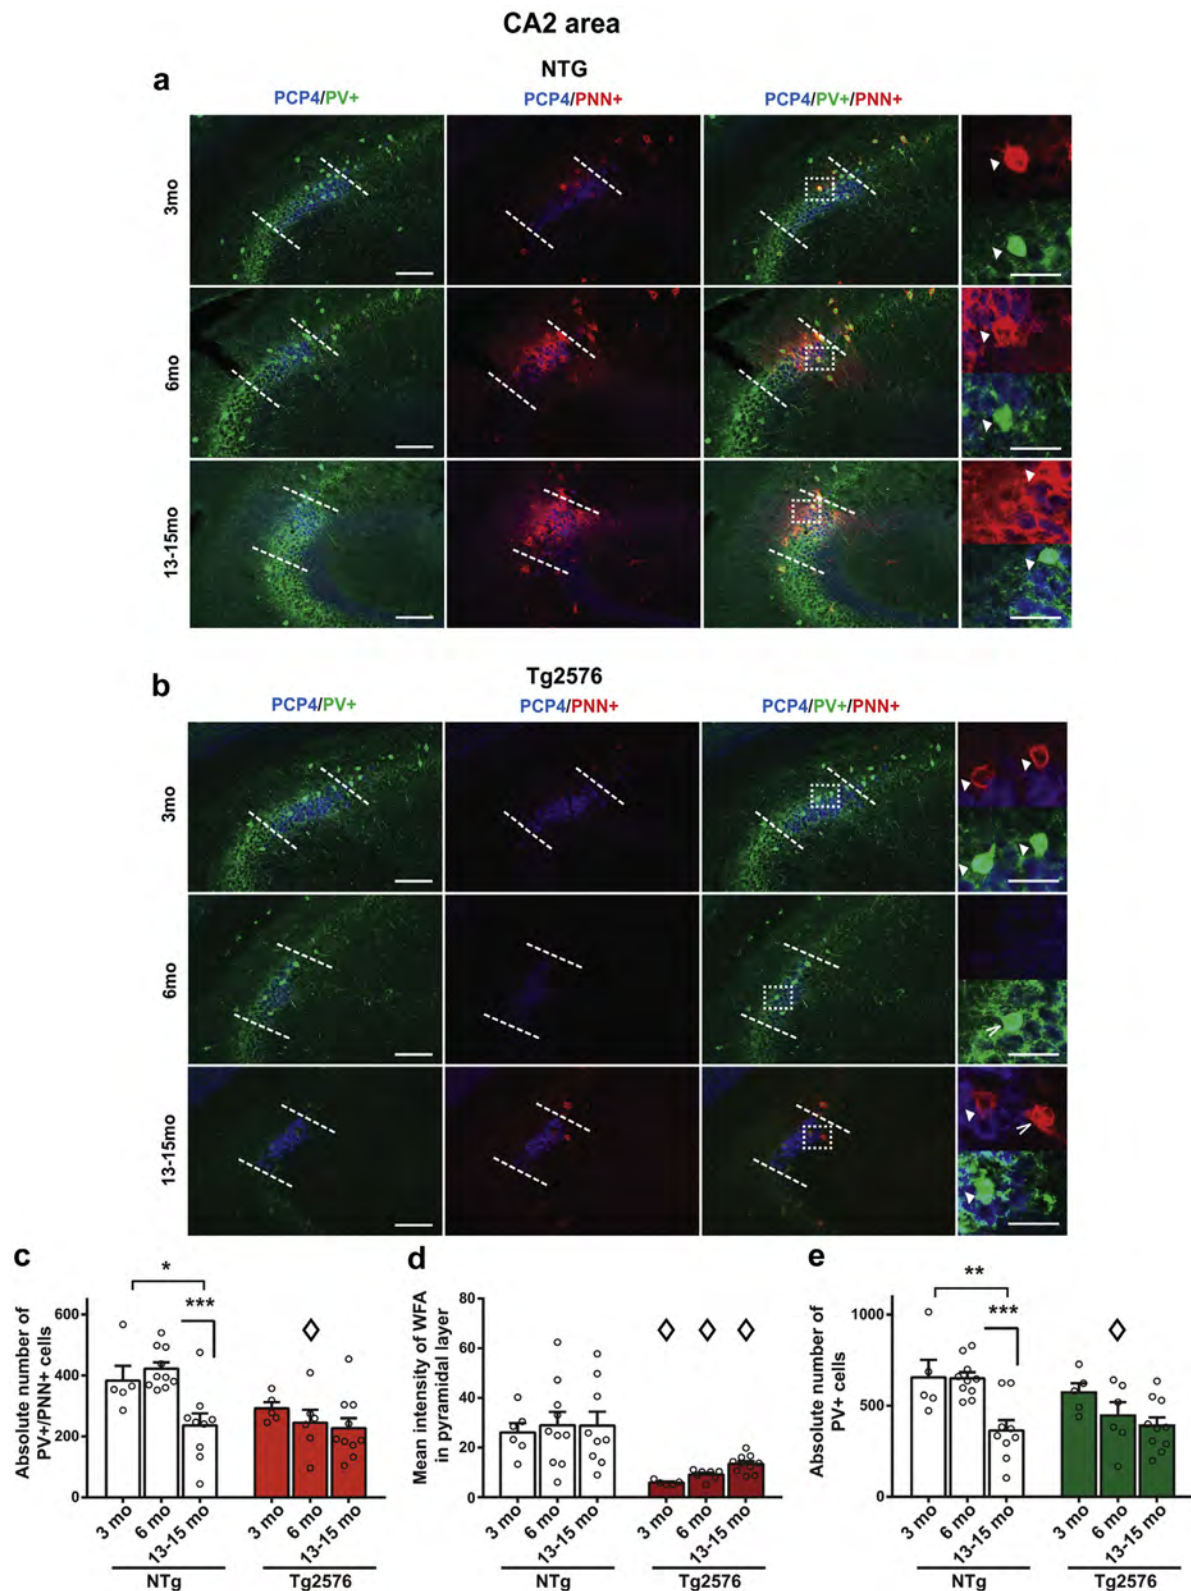 CA2 area
a
NTG
PCP4/PV+
PCP4/PNN+
PCP4/PV+/PNN+
3mo
6mo
13-15mo
b
Tg2576
PCP4/PV+
PCP4/PNN+
PCP4/PV+/PNN+
3mo
6mo
13-15mo
c
Absolute number of
PV+/PNN+ cells
600
400
200
0
*
***
3 mo
6 mo
13-15 mo
3 mo
6 mo
13-15 mo
NTg
Tg2576
d
Mean intensity of WFA
in pyramidal layer
80
60
40
20
0
3 mo
6 mo
13-15 mo
3 mo
6 mo
13-15 mo
NTg
Tg2576
e
Absolute number of
PV+ cells
1000
500
0
**
***
3 mo
6 mo
13-15 mo
3 mo
6 mo
13-15 mo
NTg
Tg2576